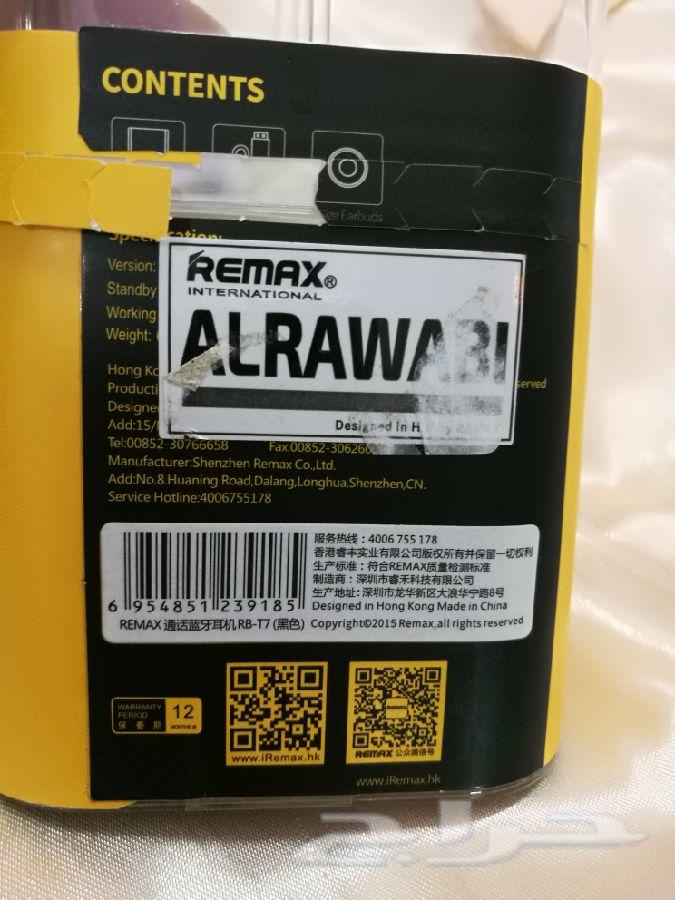 CONTENTS
Size Earbuds
Specification:
Version:
Standby
Working
Weight:
REMAX®
INTERNATIONAL
ALRAWABI
Designed in
Hong Ko
served
Producti
Designe
Add:15/
Tel:00852-30766658 Fax:00852-306266
Manufacturer:Shenzhen Remax Co.,Ltd.
Add:No.8.Huaning Road,Dalang,Longhua,Shenzhen,CN.
Service Hotline:4006755178
服务热线：4006755178
香港睿丰实业有限公司版权所有并保留一切权利
生产标准：符合REMAX质量检测标准
制造商：深圳市睿禾科技有限公司
生产地址：深圳市龙华新区大浪华宁路8号
Designed in Hong Kong Made in China
6 954851 239185
REMAX 通话蓝牙耳机 RB-T7 (黑色) Copyright©2015 Remax,all rights reserved
WARRANTY
PERIOD
保養期
12
MONTHS
www.iRemax.hk
REMAX 公众微信号
www.iRemax.hk
حراج